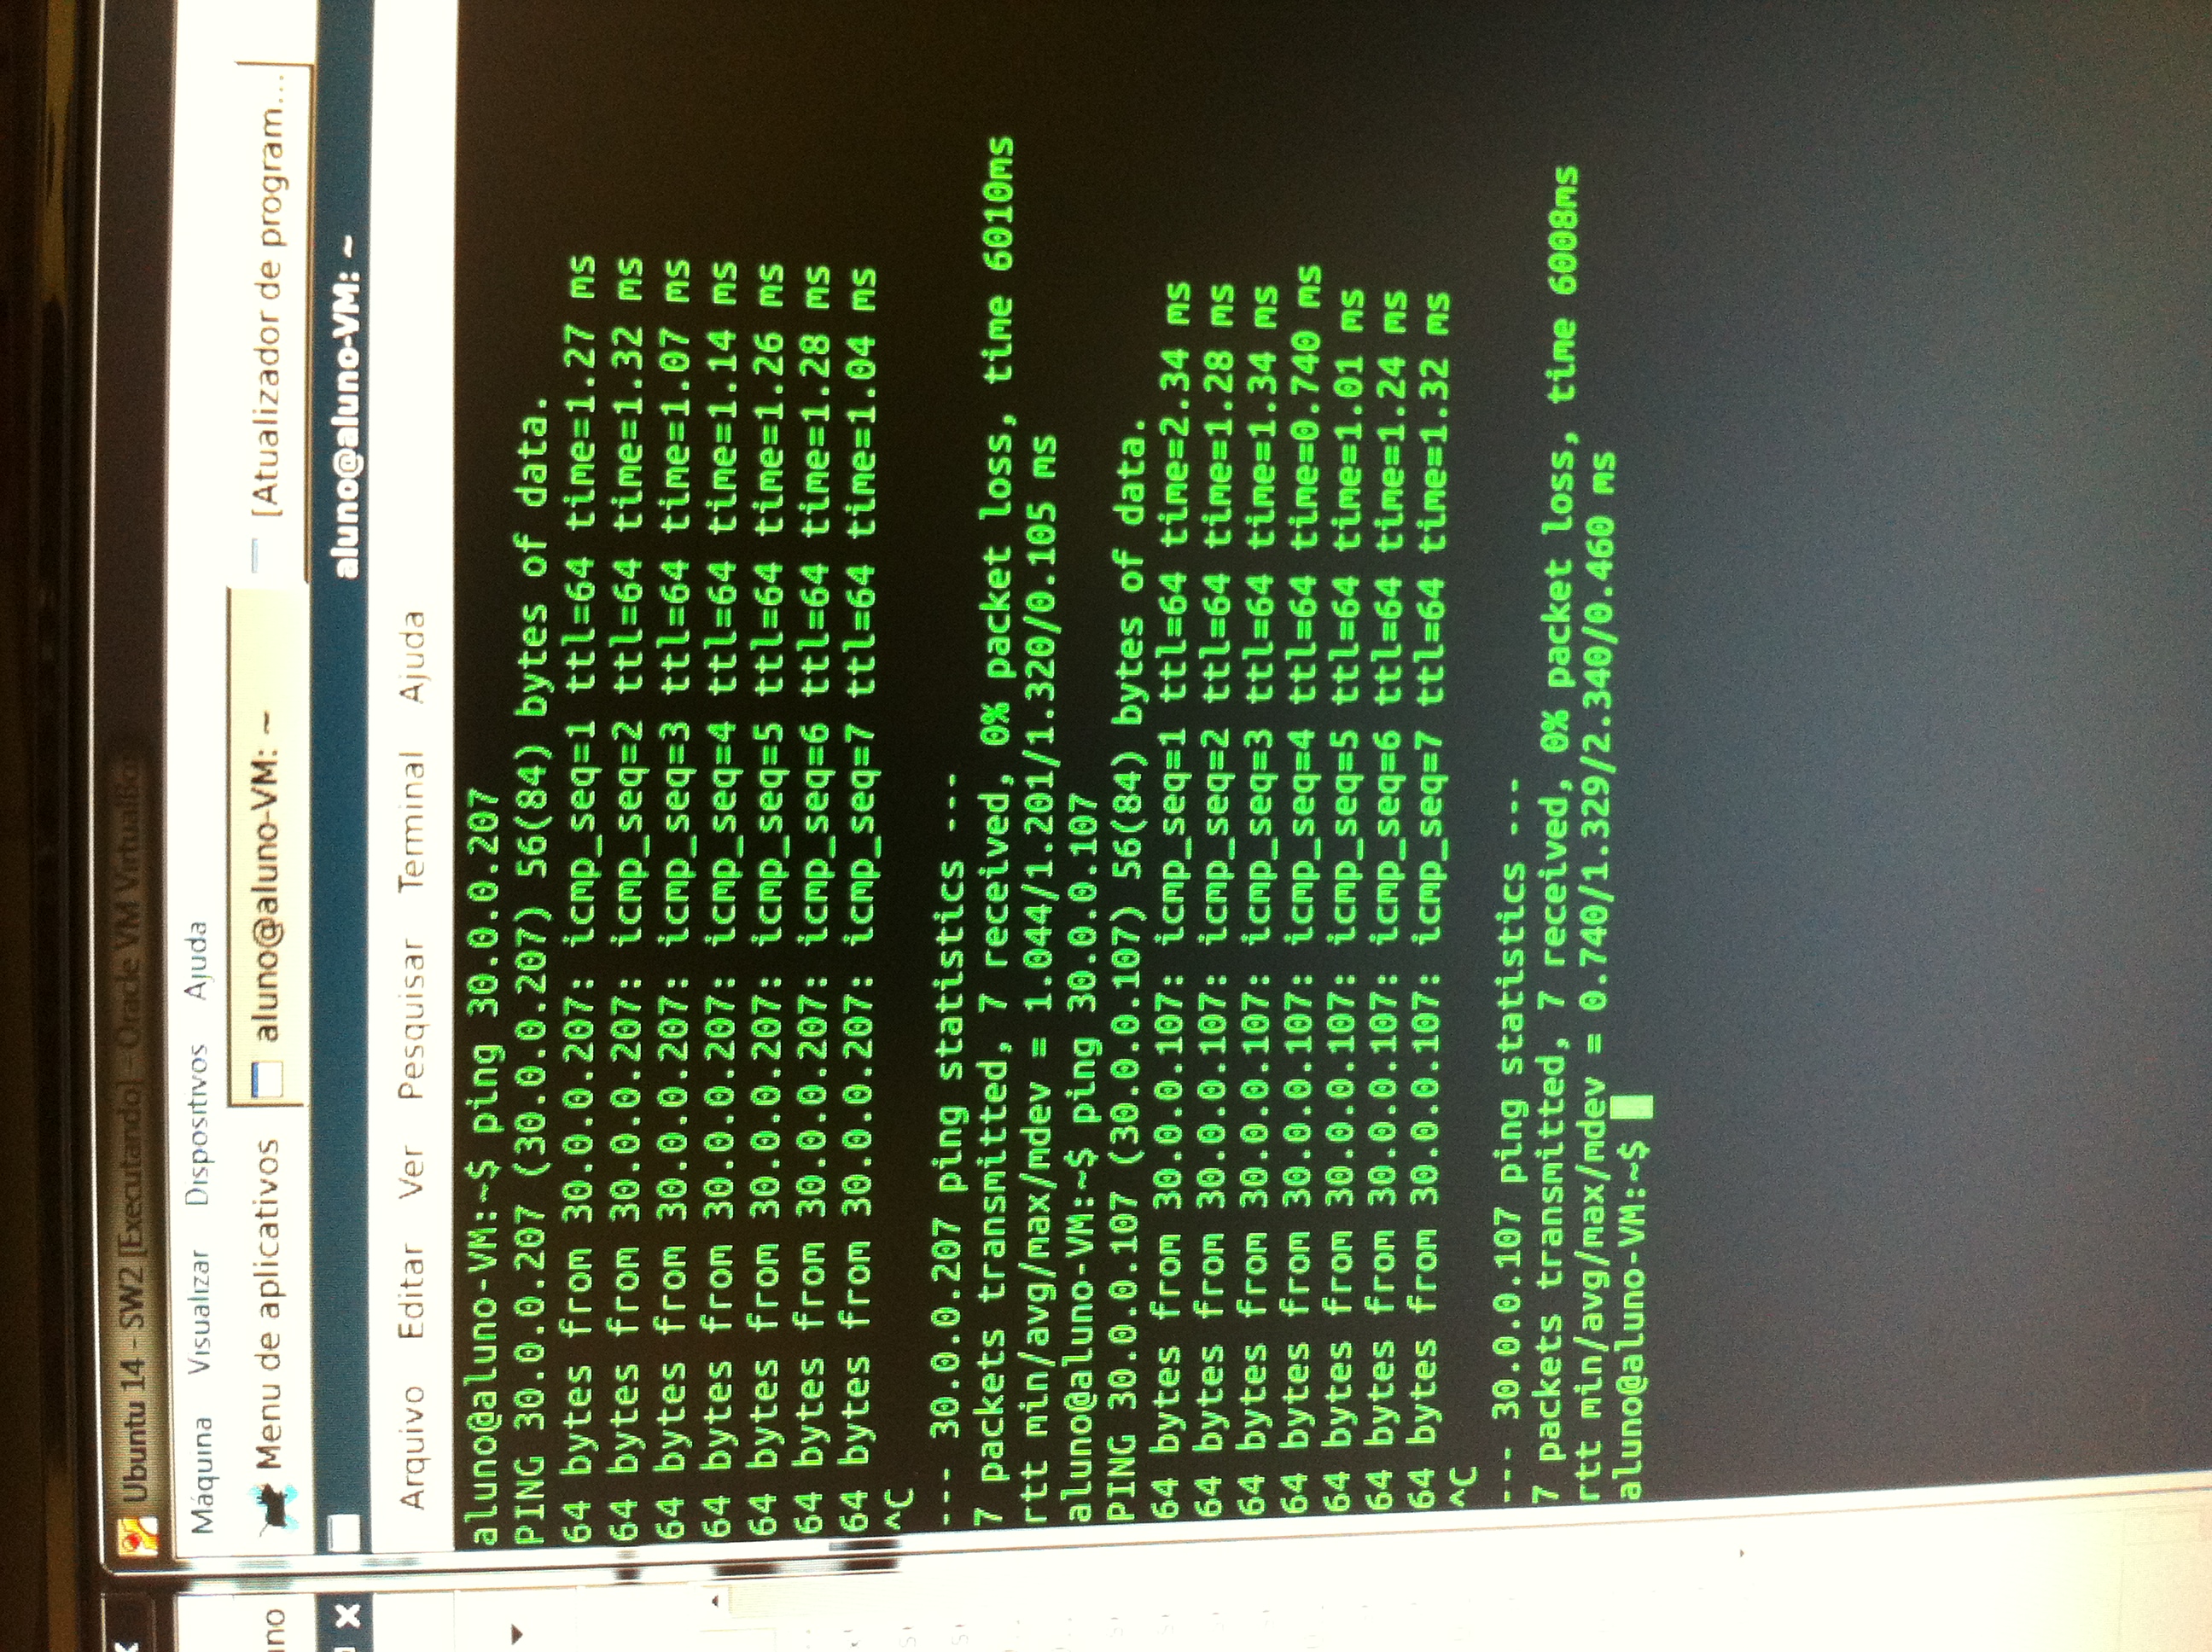 Ubuntu 14 - SW2 [Executando] - Oracle VM VirtualBo
Máquina Visualizar Dispositivos Ajuda
Menu de aplicativos aluno@aluno-VM: ~ [Atualizador de program...
aluno@aluno-VM: ~
Arquivo Editar Ver Pesquisar Terminal Ajuda
aluno@aluno-VM:~$ ping 30.0.0.207
PING 30.0.0.207 (30.0.0.207) 56(84) bytes of data.
64 bytes from 30.0.0.207: icmp_seq=1 ttl=64 time=1.27 ms
64 bytes from 30.0.0.207: icmp_seq=2 ttl=64 time=1.32 ms
64 bytes from 30.0.0.207: icmp_seq=3 ttl=64 time=1.07 ms
64 bytes from 30.0.0.207: icmp_seq=4 ttl=64 time=1.14 ms
64 bytes from 30.0.0.207: icmp_seq=5 ttl=64 time=1.26 ms
64 bytes from 30.0.0.207: icmp_seq=6 ttl=64 time=1.28 ms
64 bytes from 30.0.0.207: icmp_seq=7 ttl=64 time=1.04 ms
^C
--- 30.0.0.207 ping statistics ---
7 packets transmitted, 7 received, 0% packet loss, time 6010ms
rtt min/avg/max/mdev = 1.044/1.201/1.320/0.105 ms
aluno@aluno-VM:~$ ping 30.0.0.107
PING 30.0.0.107 (30.0.0.107) 56(84) bytes of data.
64 bytes from 30.0.0.107: icmp_seq=1 ttl=64 time=2.34 ms
64 bytes from 30.0.0.107: icmp_seq=2 ttl=64 time=1.28 ms
64 bytes from 30.0.0.107: icmp_seq=3 ttl=64 time=1.34 ms
64 bytes from 30.0.0.107: icmp_seq=4 ttl=64 time=0.740 ms
64 bytes from 30.0.0.107: icmp_seq=5 ttl=64 time=1.01 ms
64 bytes from 30.0.0.107: icmp_seq=6 ttl=64 time=1.24 ms
64 bytes from 30.0.0.107: icmp_seq=7 ttl=64 time=1.32 ms
^C
--- 30.0.0.107 ping statistics ---
7 packets transmitted, 7 received, 0% packet loss, time 6008ms
rtt min/avg/max/mdev = 0.740/1.329/2.340/0.460 ms
aluno@aluno-VM:~$